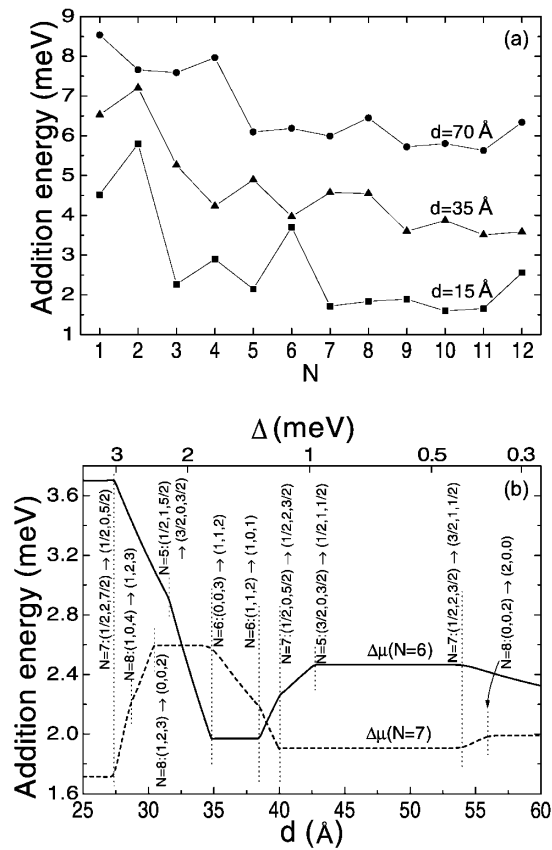 (a)
Addition energy (meV)
9
8
7
6
5
4
3
2
1
d=70 Å
d=35 Å
d=15 Å
1 2 3 4 5 6 7 8 9 10 11 12
N
Δ (meV)
3 2 1 0.5 0.3
(b)
Addition energy (meV)
3.6
3.2
2.8
2.4
2.0
1.6
N=7:(1/2,2,7/2) → (1/2,0,5/2)
N=8:(1,0,4) → (1,2,3)
N=8:(1,2,3) → (0,0,2)
N=5:(1/2,1,5/2)
→ (3/2,0,3/2)
N=6:(0,0,3) → (1,1,2)
N=6:(1,1,2) → (1,0,1)
N=7:(1/2,0,5/2) → (1/2,2,3/2)
N=5:(3/2,0,3/2) → (1/2,1,1/2)
N=7:(1/2,2,3/2) → (3/2,1,1/2)
N=8:(0,0,2) → (2,0,0)
Δμ(N=6)
Δμ(N=7)
25 30 35 40 45 50 55 60
d (Å)